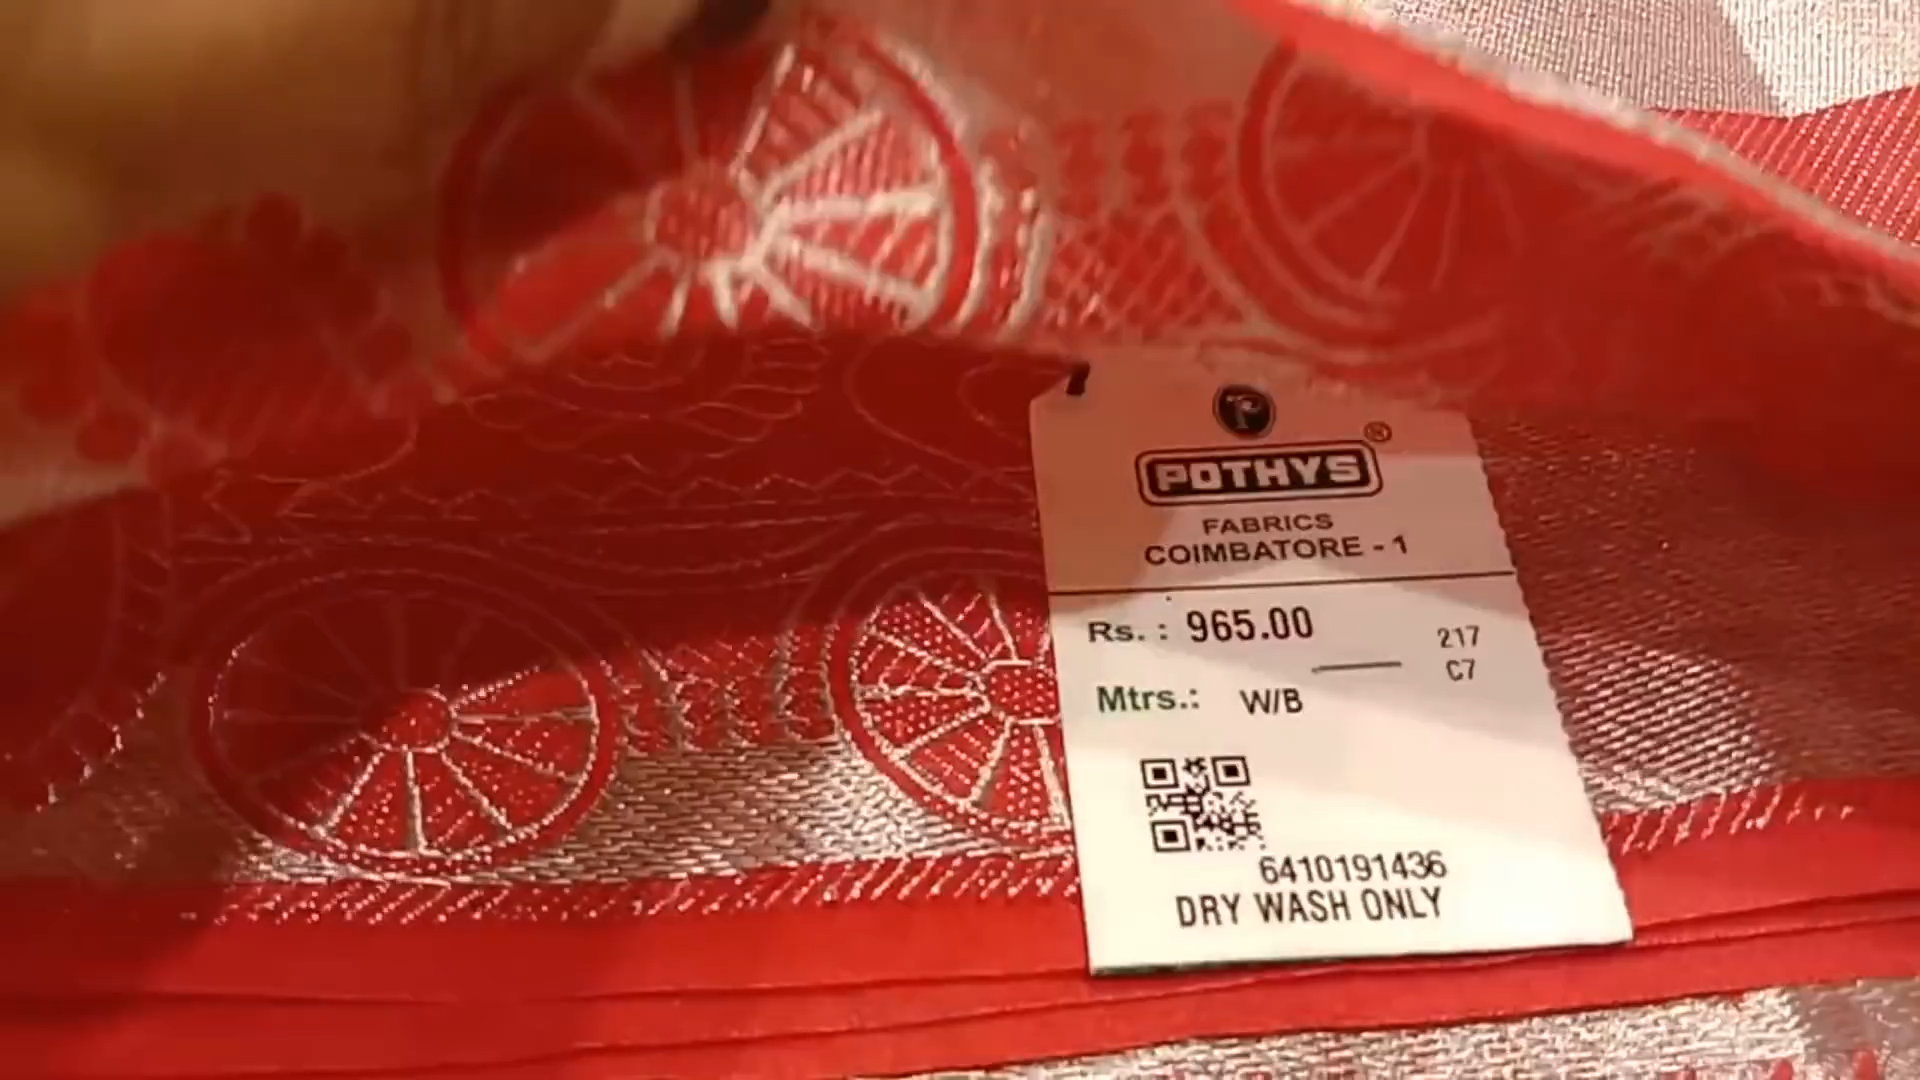 POTHYS ®
FABRICS
COIMBATORE - 1
Rs. : 965.00
217
C7
Mtrs.: W/B
6410191436
DRY WASH ONLY